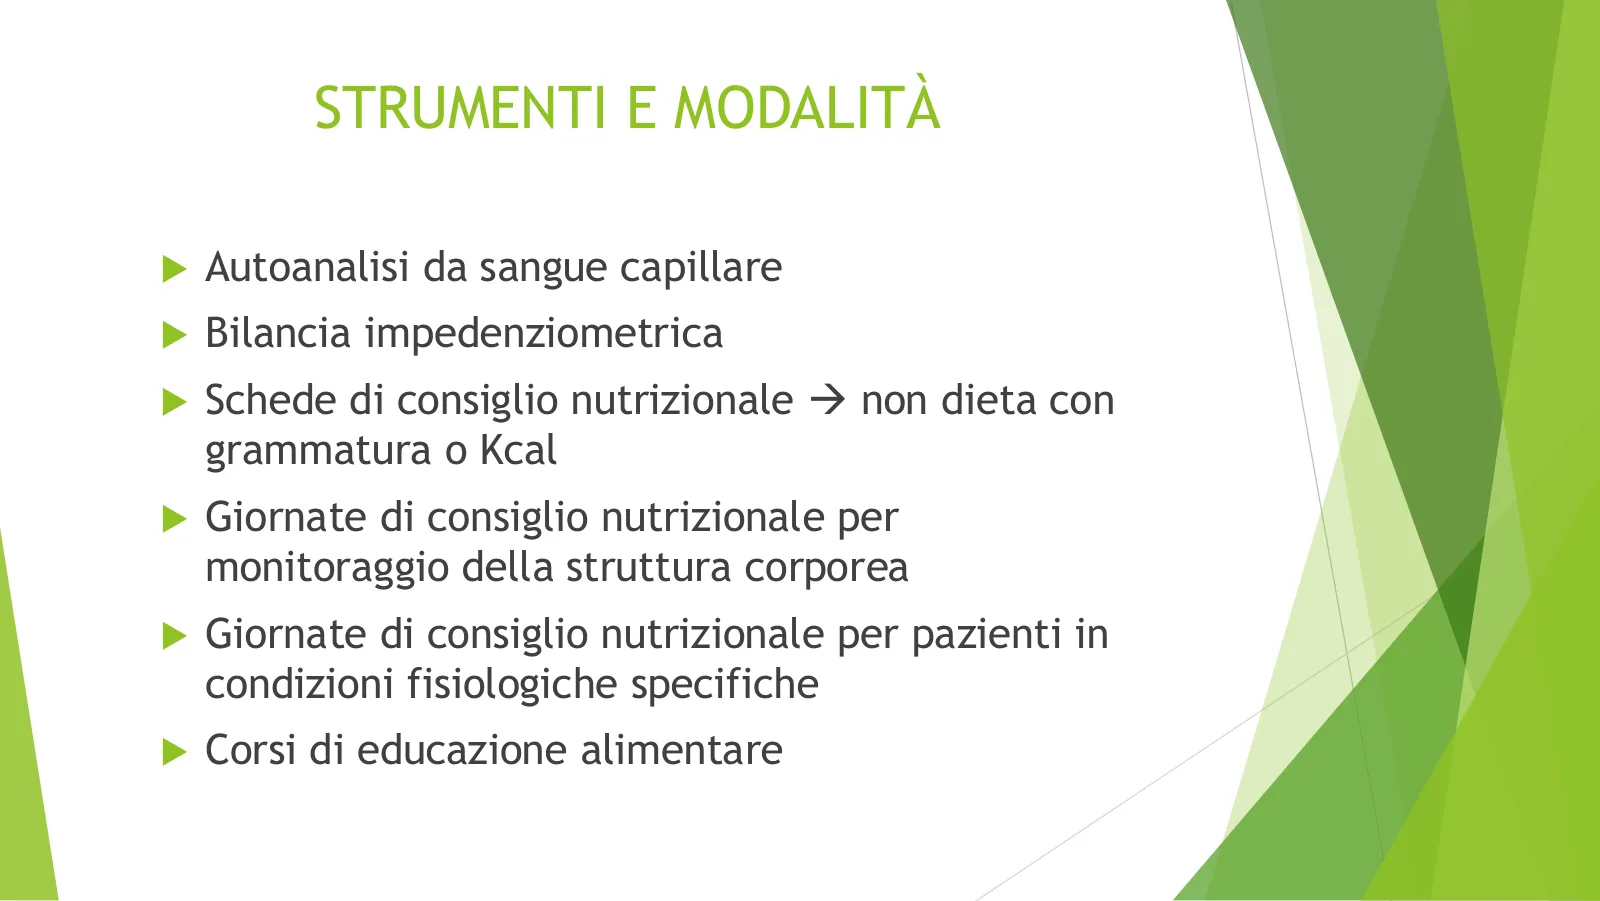 STRUMENTI E MODALITÀ
Autoanalisi da sangue capillare
Bilancia impedenziometrica
Schede di consiglio nutrizionale → non dieta con
grammatura o Kcal
Giornate di consiglio nutrizionale per
monitoraggio della struttura corporea
Giornate di consiglio nutrizionale per pazienti in
condizioni fisiologiche specifiche
Corsi di educazione alimentare